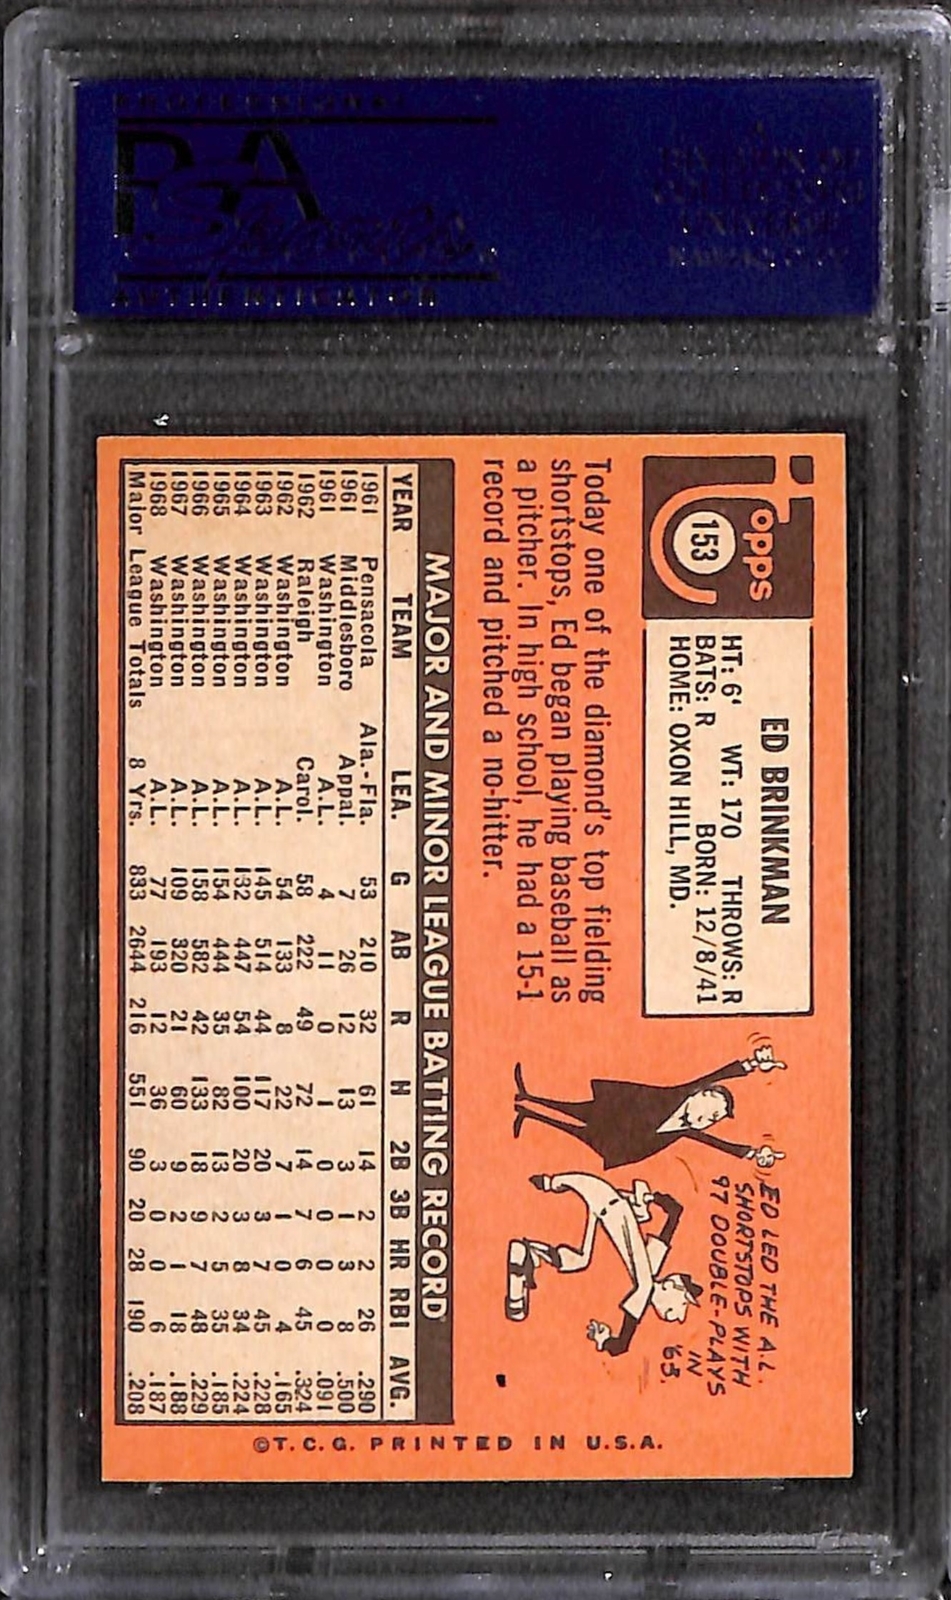 PROFESSIONAL
PSA
Sports
AUTHENTICATOR
A
DIVISION OF
COLLECTORS
UNIVERSE
topps
153
ED BRINKMAN
HT: 6' WT: 170 THROWS: R
BATS: R BORN: 12/8/41
HOME: OXON HILL, MD.
Today one of the diamond's top fielding
shortstops, Ed began playing baseball as
a pitcher. In high school, he had a 15-1
record and pitched a no-hitter.
ED LED THE A.L.
SHORTSTOPS WITH
97 DOUBLE-PLAYS
IN
'65.
MAJOR AND MINOR LEAGUE BATTING RECORD
YEAR TEAM LEA. G AB R H 2B 3B HR RBI AVG.
1961 Pensacola Ala.-Fla. 53 210 32 61 14 2 2 26 .290
1961 Middlesboro Appal. 7 26 12 13 3 1 3 8 .500
1961 Washington A.L. 4 11 0 1 0 0 0 0 .091
1962 Raleigh Carol. 58 222 49 72 14 7 6 45 .324
1962 Washington A.L. 54 133 8 22 7 1 0 4 .165
1963 Washington A.L. 145 514 44 117 20 3 7 45 .228
1964 Washington A.L. 132 447 54 100 20 3 8 34 .224
1965 Washington A.L. 154 444 35 82 13 2 5 35 .185
1966 Washington A.L. 158 582 42 133 18 9 7 48 .229
1967 Washington A.L. 109 320 21 60 9 2 1 18 .188
1968 Washington A.L. 77 193 12 36 3 0 0 6 .187
Major League Totals 8 Yrs. 833 2644 216 551 90 20 28 190 .208
©T.C.G. PRINTED IN U.S.A.